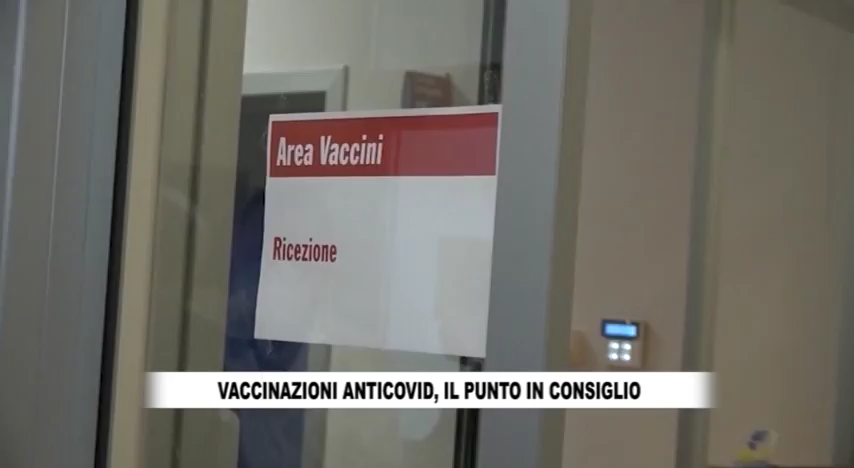 Area Vaccini
Ricezione
VACCINAZIONI ANTICOVID, IL PUNTO IN CONSIGLIO